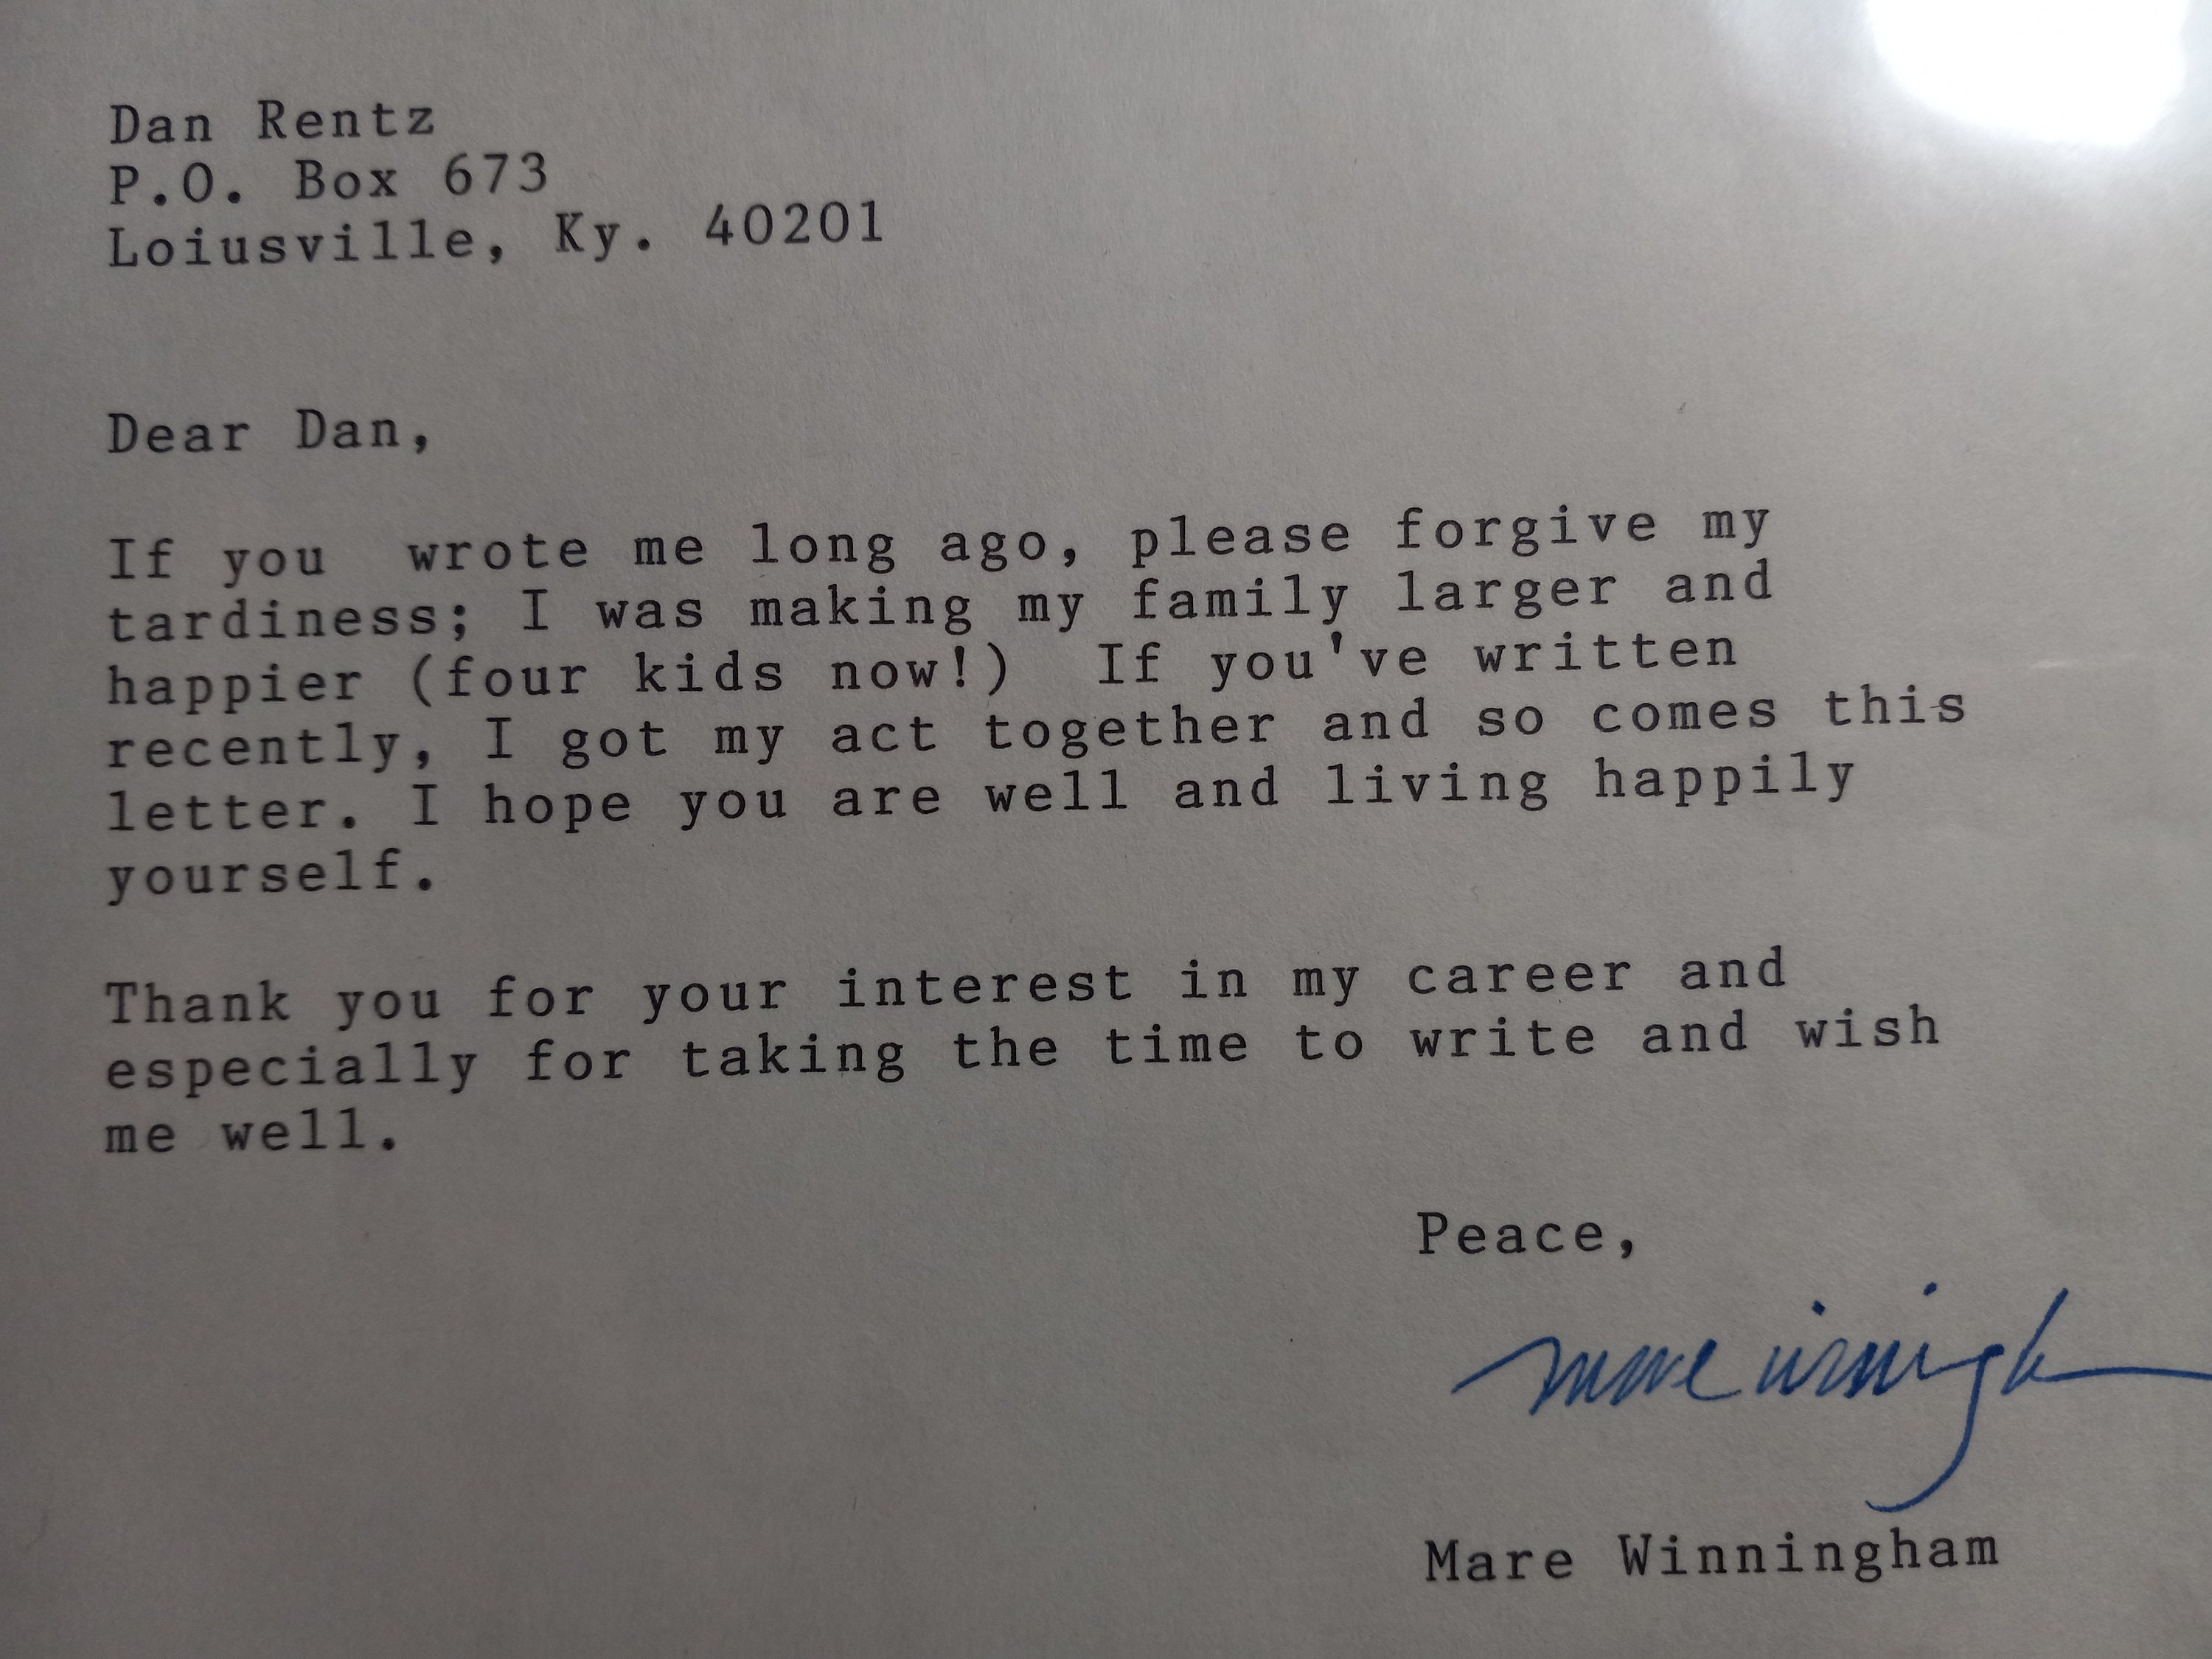 Dan Rentz
P.O. Box 673
Loiusville, Ky. 40201
Dear Dan,
If you  wrote me long ago, please forgive my
tardiness; I was making my family larger and
happier (four kids now!)  If you've written
recently, I got my act together and so comes this
letter. I hope you are well and living happily
yourself.
Thank you for your interest in my career and
especially for taking the time to write and wish
me well.
Peace,
Mare Winningham
Mare Winningham